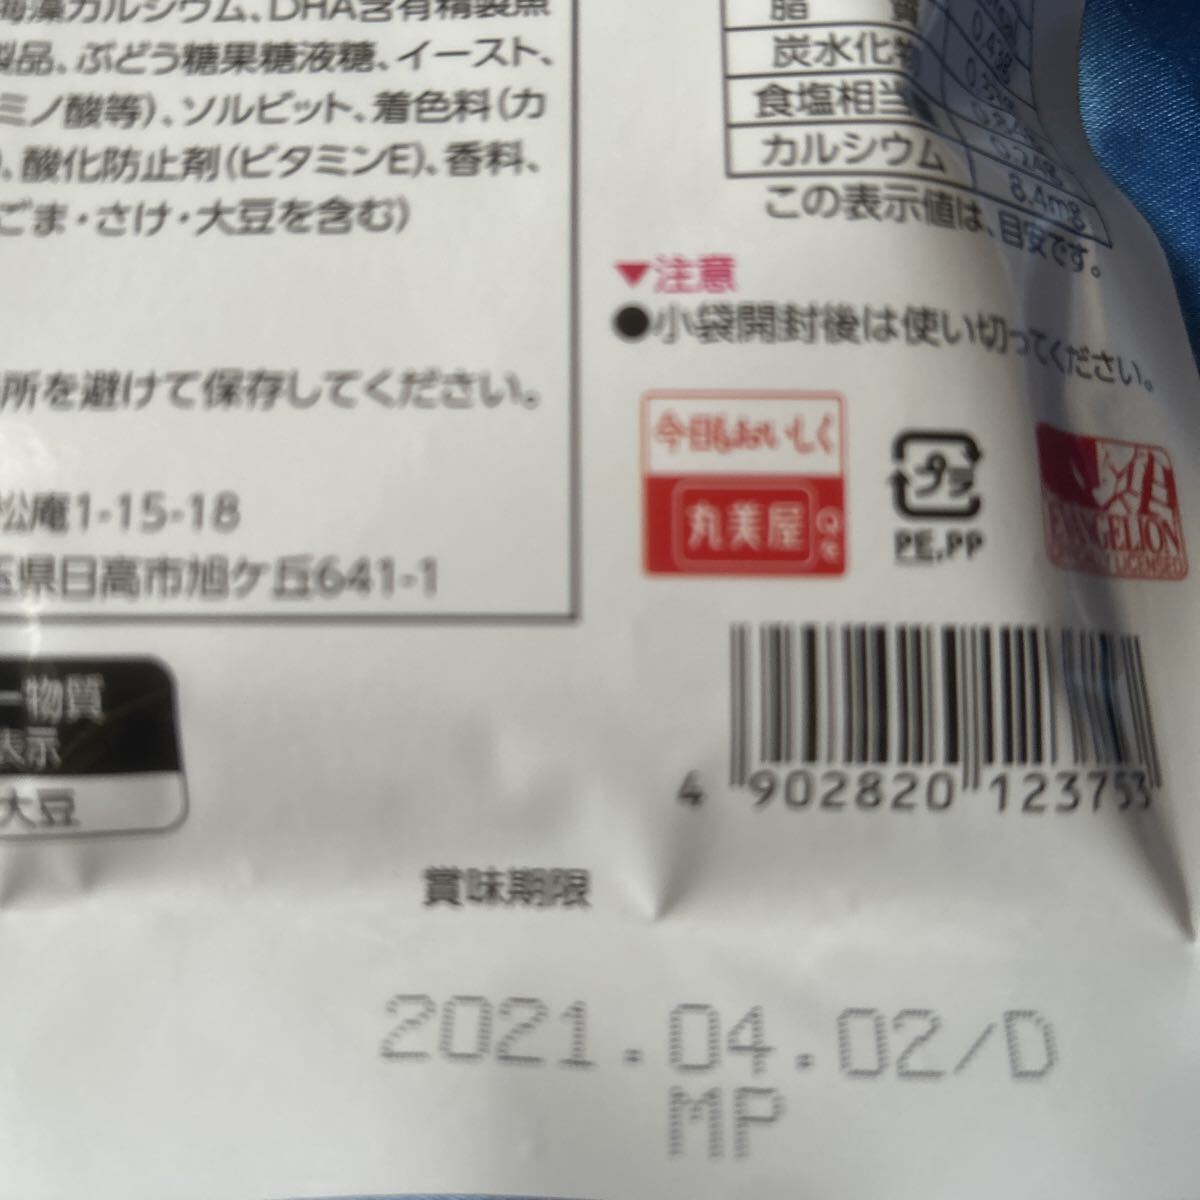 海藻カルシウム、DHA含有精製魚
製品、ぶどう糖果糖液糖、イースト、
ミノ酸等)、ソルビット、着色料(カ
、酸化防止剤(ビタミンE)、香料、
ごま・さけ・大豆を含む)
所を避けて保存してください。
松庵1-15-18
玉県日高市旭ケ丘641-1
ー物質
表示
大豆
脂質
炭水化物
食塩相当
カルシウム 8.4mg
この表示値は、目安です。
▼注意
●小袋開封後は使い切ってください。
今日もおいしく
丸美屋
プラ
PE,PP
EVANGELION
LICENSED
4 902820 123753
賞味期限
2021.04.02/D
MP